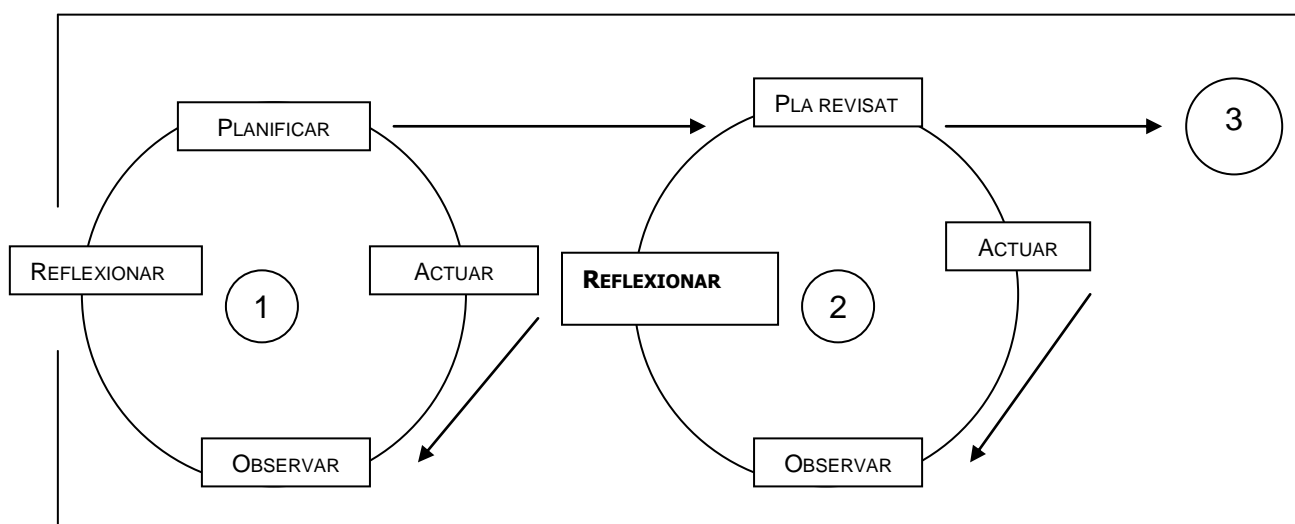 PLANIFICAR
PLA REVISAT
3
REFLEXIONAR
ACTUAR
REFLEXIONAR
ACTUAR
1
2
OBSERVAR
OBSERVAR